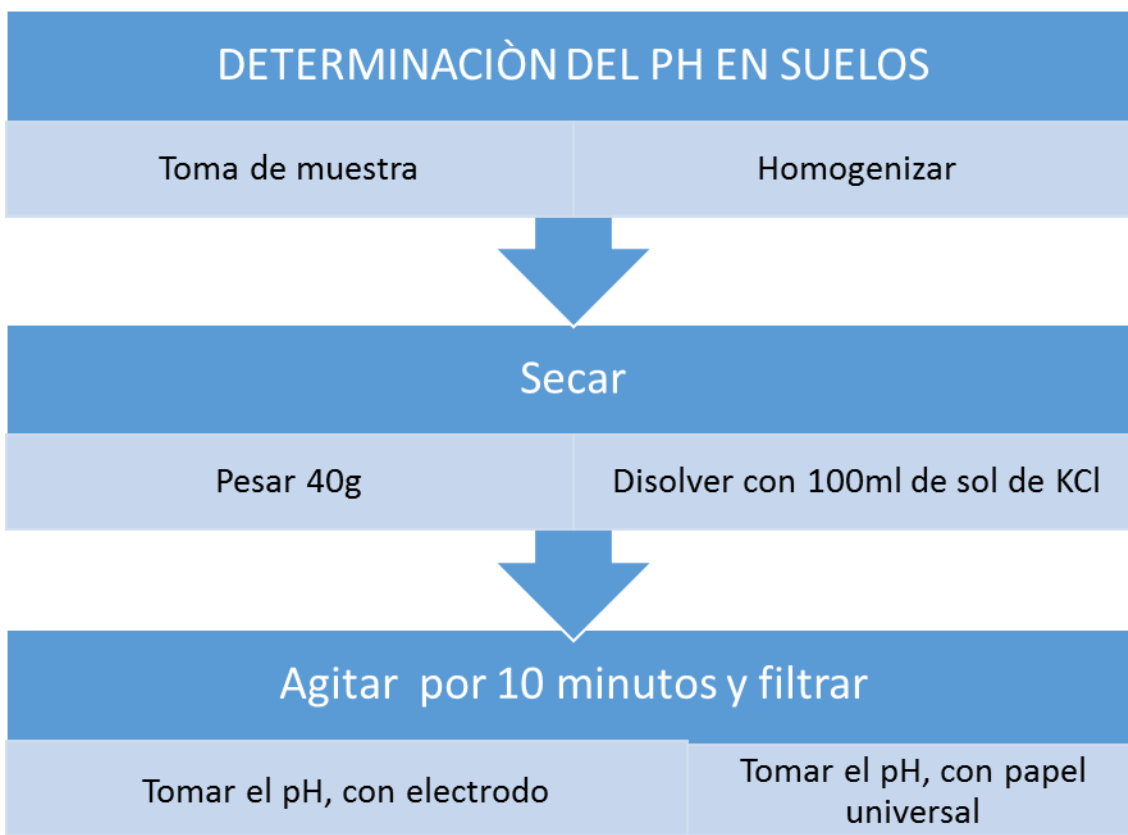 DETERMINACIÒN DEL PH EN SUELOS
Toma de muestra
Homogenizar
Secar
Pesar 40g
Disolver con 100ml de sol de KCl
Agitar por 10 minutos y filtrar
Tomar el pH, con electrodo
Tomar el pH, con papel
universal